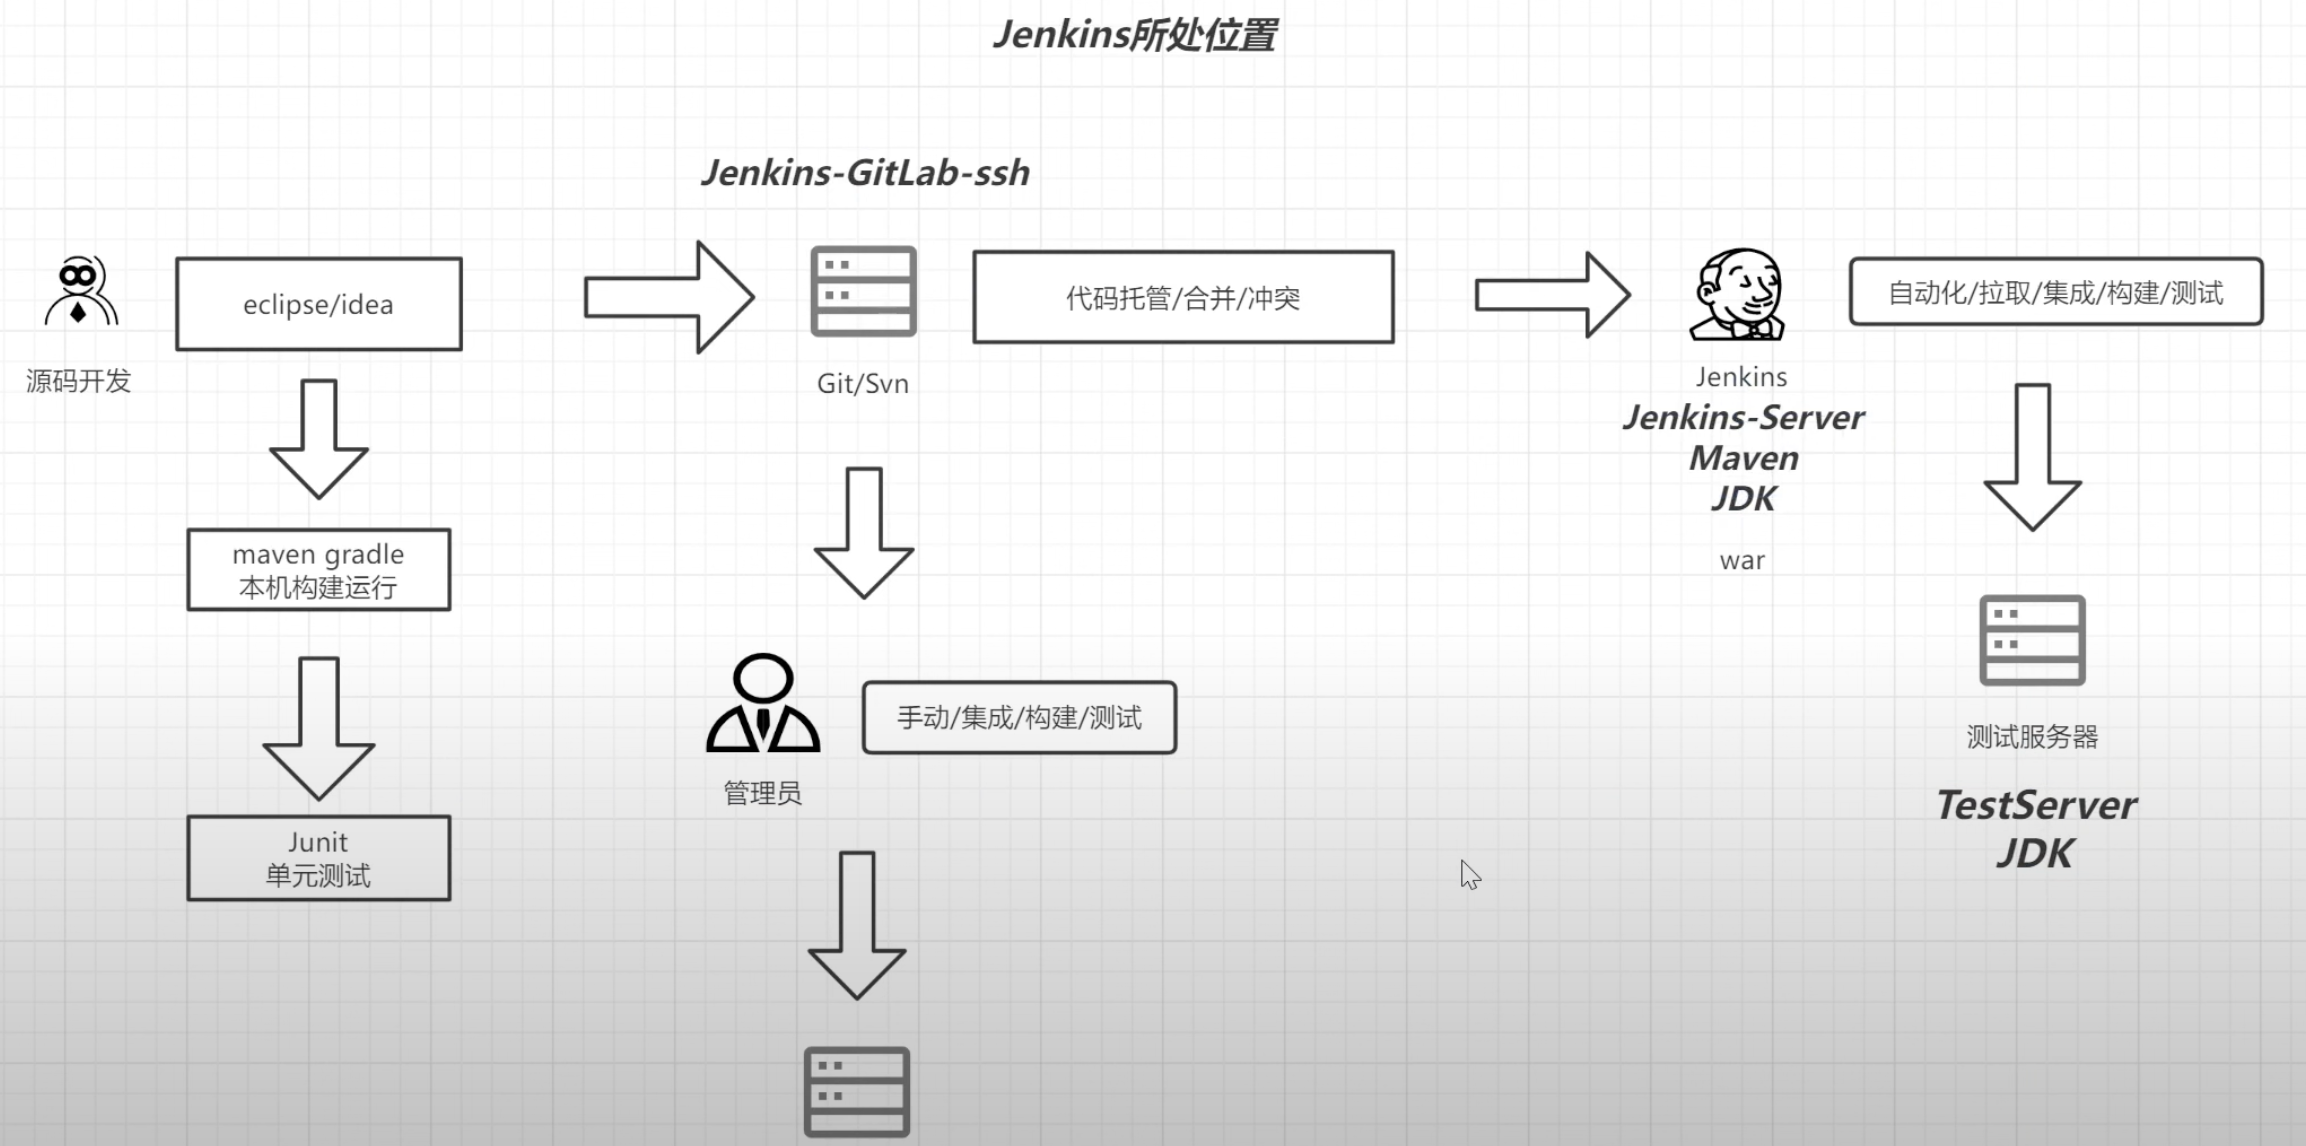 Jenkins所处位置
Jenkins-GitLab-ssh
源码开发
eclipse/idea
maven gradle
本机构建运行
Junit
单元测试
Git/Svn
代码托管/合并/冲突
管理员
手动/集成/构建/测试
Jenkins
Jenkins-Server
Maven
JDK
war
自动化/拉取/集成/构建/测试
测试服务器
TestServer
JDK